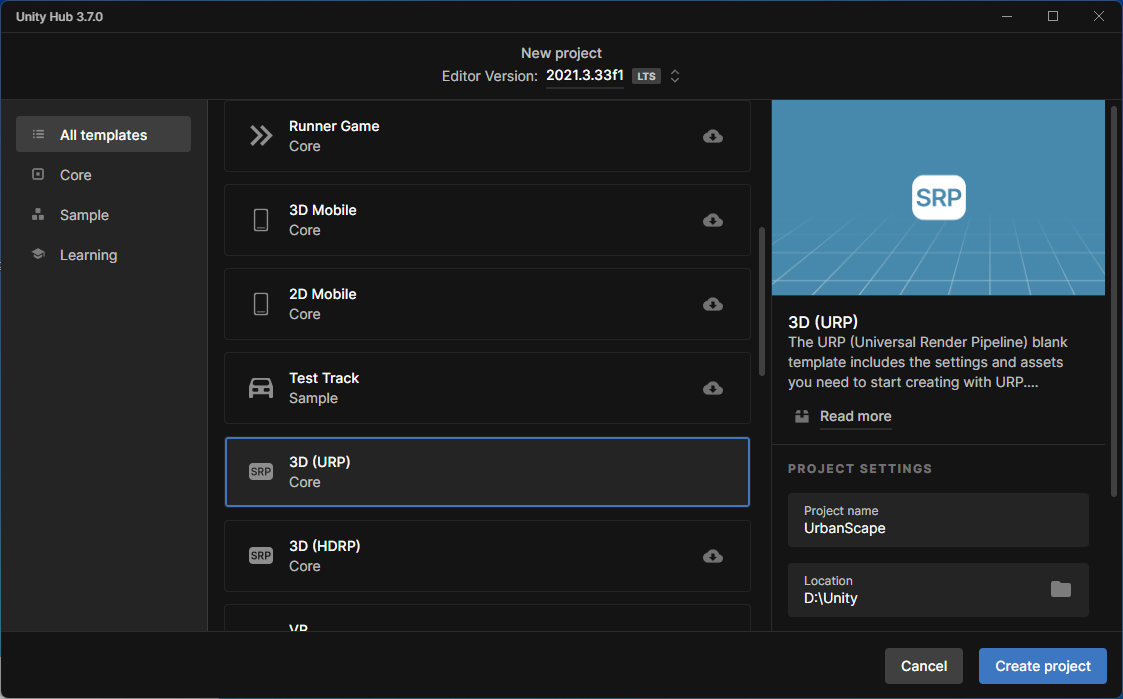 Unity Hub 3.7.0
New project
Editor Version: 2021.3.33f1 LTS
All templates
Core
Sample
Learning
Runner Game
Core
3D Mobile
Core
2D Mobile
Core
Test Track
Sample
SRP
3D (URP)
Core
SRP
3D (HDRP)
Core
VR
SRP
3D (URP)
The URP (Universal Render Pipeline) blank
template includes the settings and assets
you need to start creating with URP....
Read more
PROJECT SETTINGS
Project name
UrbanScape
Location
D:\Unity
Cancel
Create project